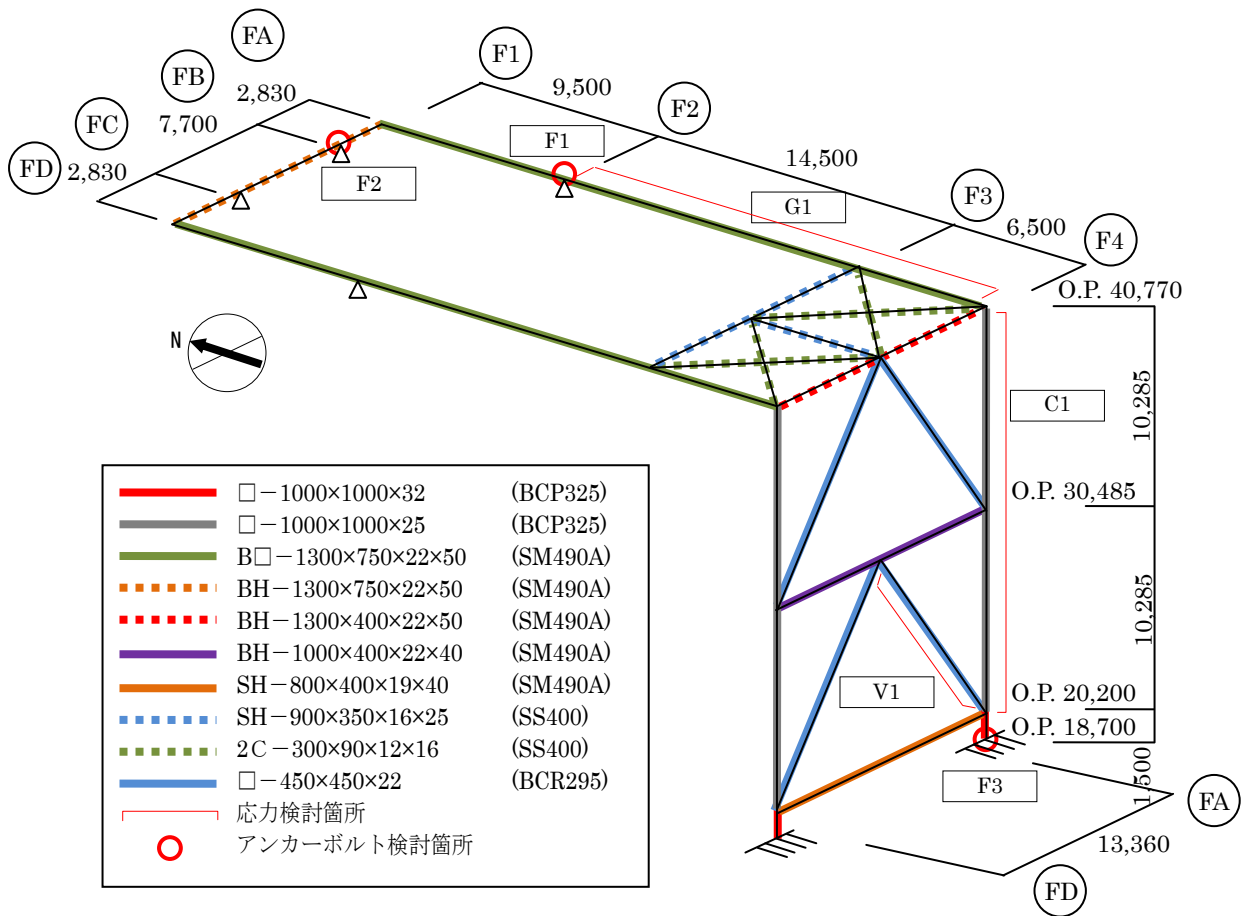 FA
F1
FB
2,830
9,500
F2
FC
7,700
F1
14,500
FD
2,830
F2
G1
F3
6,500
F4
O.P. 40,770
N
C1
10,285
O.P. 30,485
10,285
V1
O.P. 20,200
O.P. 18,700
1,500
F3
FA
13,360
FD
□−1000×1000×32 (BCP325)
□−1000×1000×25 (BCP325)
B□−1300×750×22×50 (SM490A)
BH−1300×750×22×50 (SM490A)
BH−1300×400×22×50 (SM490A)
BH−1000×400×22×40 (SM490A)
SH−800×400×19×40 (SM490A)
SH−900×350×16×25 (SS400)
2C−300×90×12×16 (SS400)
□−450×450×22 (BCR295)
応力検討箇所
アンカーボルト検討箇所